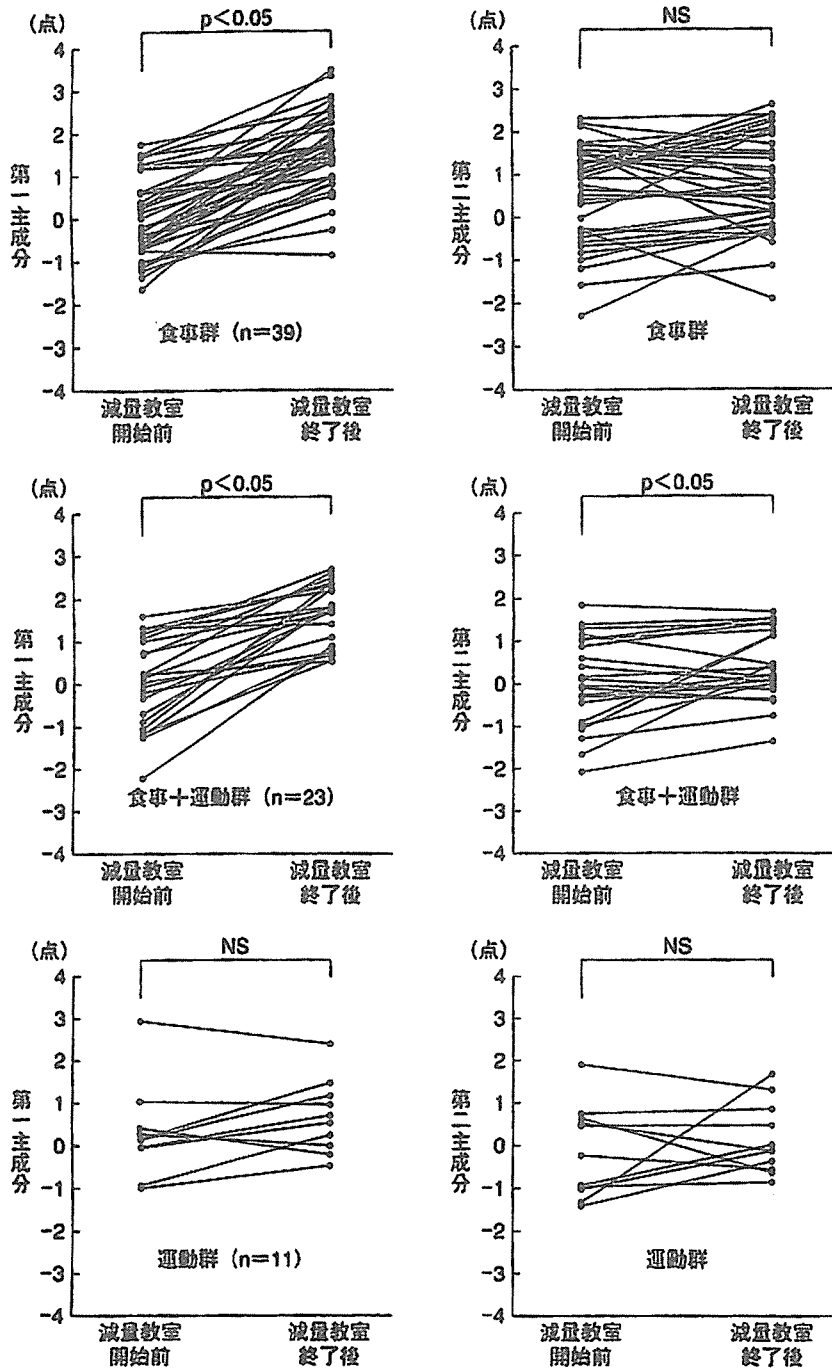 (点)
p<0.05
4
3
2
1
0
-1
-2
-3
-4
第一主成分
食事群 (n=39)
減量教室
開始前
減量教室
終了後
(点)
NS
4
3
2
1
0
-1
-2
-3
-4
第二主成分
食事群
減量教室
開始前
減量教室
終了後
(点)
p<0.05
4
3
2
1
0
-1
-2
-3
-4
第一主成分
食事+運動群 (n=23)
減量教室
開始前
減量教室
終了後
(点)
p<0.05
4
3
2
1
0
-1
-2
-3
-4
第二主成分
食事+運動群
減量教室
開始前
減量教室
終了後
(点)
NS
4
3
2
1
0
-1
-2
-3
-4
第一主成分
運動群 (n=11)
減量教室
開始前
減量教室
終了後
(点)
NS
4
3
2
1
0
-1
-2
-3
-4
第二主成分
運動群
減量教室
開始前
減量教室
終了後